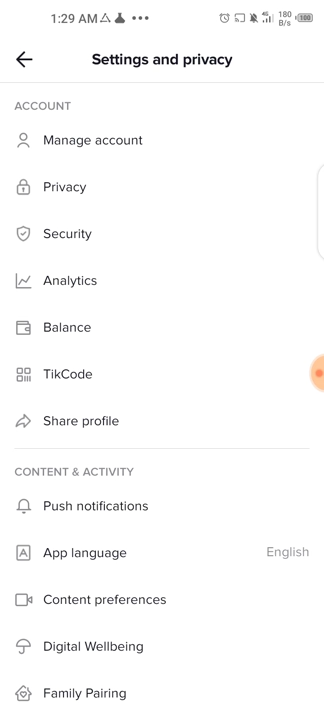 1:29 AM
4G
180
B/s
100
Settings and privacy
ACCOUNT
Manage account
Privacy
Security
Analytics
Balance
TikCode
Share profile
CONTENT & ACTIVITY
Push notifications
A App language English
Content preferences
Digital Wellbeing
Family Pairing